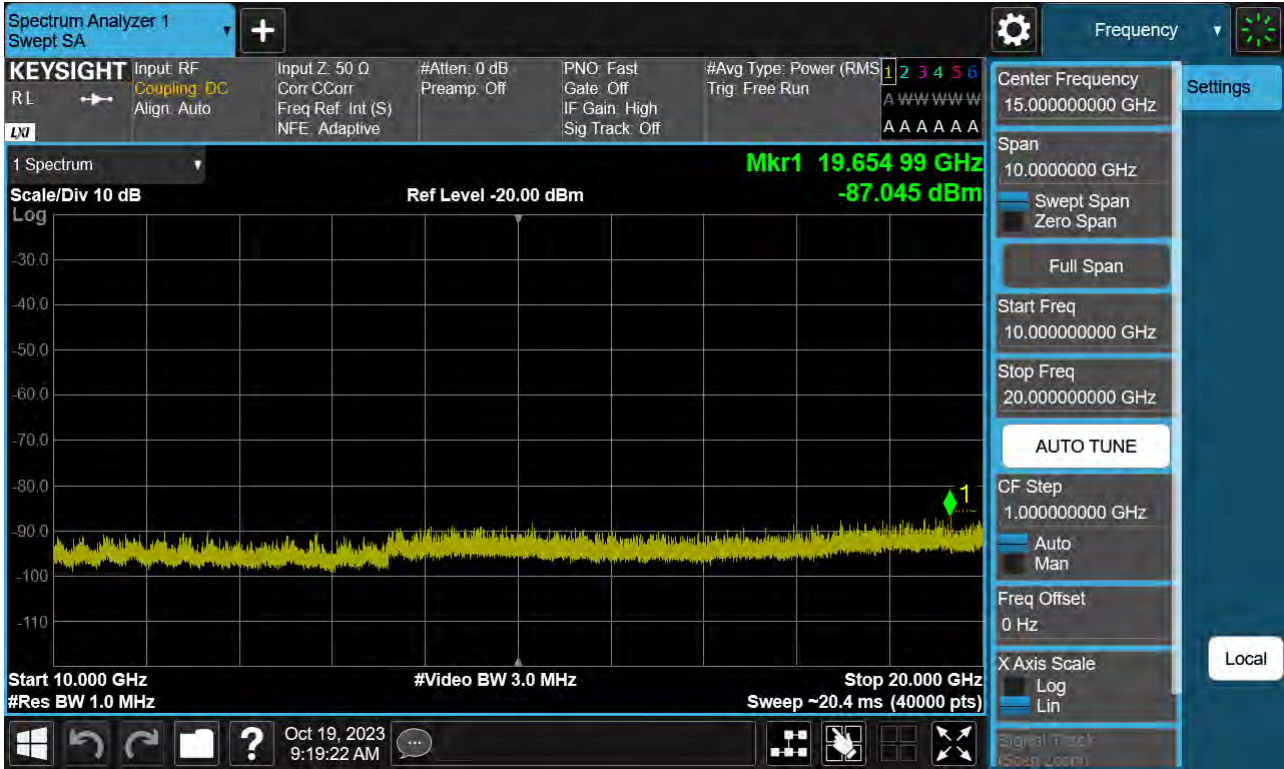 Spectrum Analyzer 1
Swept SA
+
Frequency
KEYSIGHT
RL
LXI
Input: RF
Coupling: DC
Align: Auto
Input Z: 50 Ω
Corr CCorr
Freq Ref: Int (S)
NFE: Adaptive
#Atten: 0 dB
Preamp: Off
PNO: Fast
Gate: Off
IF Gain: High
Sig Track: Off
#Avg Type: Power (RMS
Trig: Free Run
1 2 3 4 5 6
A W W W W W
A A A A A A
1 Spectrum
Mkr1 19.654 99 GHz
Scale/Div 10 dB
Ref Level -20.00 dBm
-87.045 dBm
Log
-30.0
-40.0
-50.0
-60.0
-70.0
-80.0
-90.0
-100
-110
1
Start 10.000 GHz
#Video BW 3.0 MHz
Stop 20.000 GHz
#Res BW 1.0 MHz
Sweep ~20.4 ms (40000 pts)
Center Frequency
15.000000000 GHz
Settings
Span
10.0000000 GHz
Swept Span
Zero Span
Full Span
Start Freq
10.000000000 GHz
Stop Freq
20.000000000 GHz
AUTO TUNE
CF Step
1.000000000 GHz
Auto
Man
Freq Offset
0 Hz
X Axis Scale
Log
Lin
Signal Track
(Span Zoom)
Local
?
Oct 19, 2023
9:19:22 AM